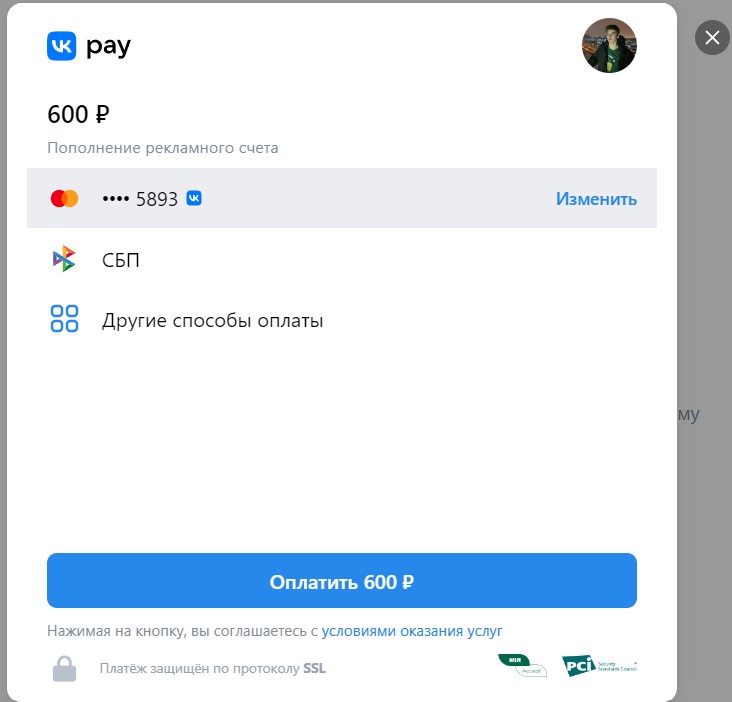 VK pay
600 ₽
Пополнение рекламного счета
•••• 5893
Изменить
СБП
Другие способы оплаты
му
Оплатить 600 ₽
Нажимая на кнопку, вы соглашаетесь с условиями оказания услуг
Платёж защищён по протоколу SSL
MIR Accept
PCI Security Standards Council